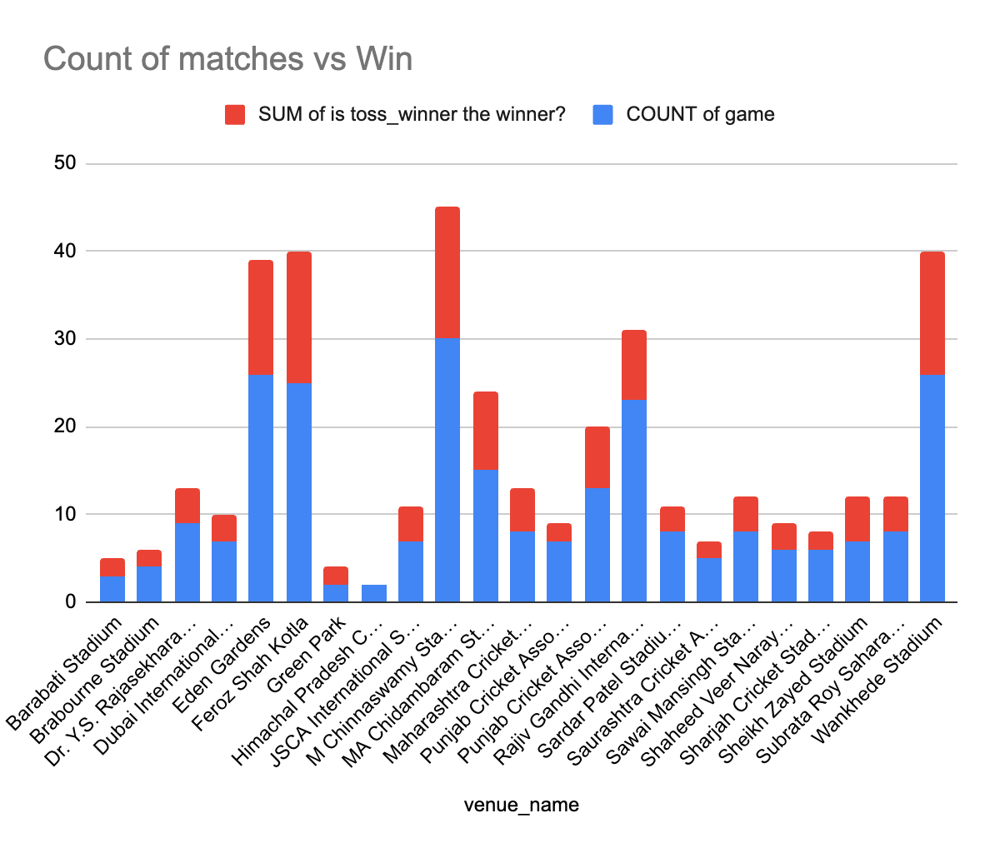 Count of matches vs Win
SUM of is toss_winner the winner?
COUNT of game
50
40
30
20
10
0
Barabati Stadium
Brabourne Stadium
Dr. Y.S. Rajasekhara…
Dubai International…
Eden Gardens
Feroz Shah Kotla
Green Park
Himachal Pradesh C…
JSCA International S…
M Chinnaswamy Sta…
MA Chidambaram St…
Maharashtra Cricket…
Punjab Cricket Asso…
Punjab Cricket Asso…
Rajiv Gandhi Interna…
Sardar Patel Stadiu…
Saurashtra Cricket A…
Sawai Mansingh Sta…
Shaheed Veer Naray…
Sharjah Cricket Stad…
Sheikh Zayed Stadium
Subrata Roy Sahara…
Wankhede Stadium
venue_name